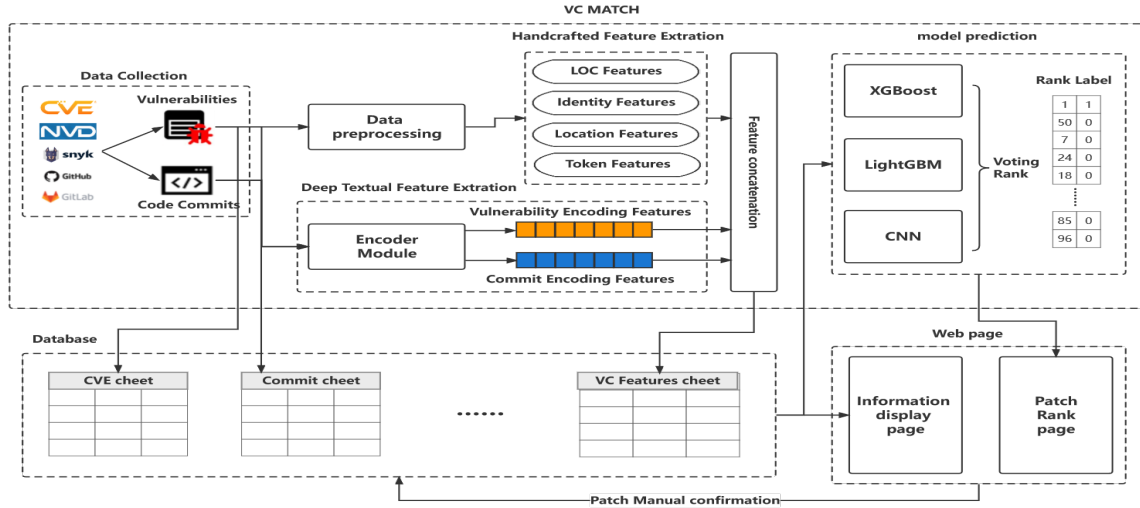 VC MATCH
Handcrafted Feature Extration
model prediction
Data Collection
CVE
NVD
snyk
GitHub
GitLab
Vulnerabilities
Code Commits
Data
preprocessing
LOC Features
Identity Features
Location Features
Token Features
Deep Textual Feature Extration
Encoder
Module
Vulnerability Encoding Features
Commit Encoding Features
Feature concatenation
XGBoost
LightGBM
CNN
Voting
Rank
Rank Label
1 1
50 0
7 0
24 0
18 0
......
85 0
96 0
Database
CVE cheet
Commit cheet
......
VC Features cheet
Web page
Information
display
page
Patch
Rank
page
Patch Manual confirmation